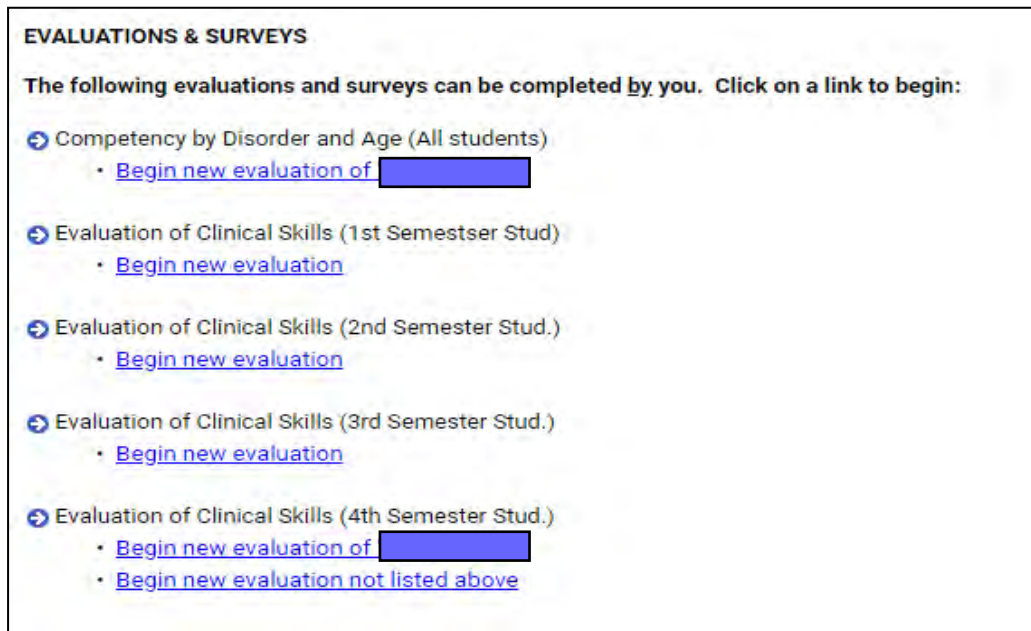 EVALUATIONS & SURVEYS
The following evaluations and surveys can be completed by you. Click on a link to begin:
Competency by Disorder and Age (All students)
• Begin new evaluation of
Evaluation of Clinical Skills (1st Semestser Stud)
• Begin new evaluation
Evaluation of Clinical Skills (2nd Semester Stud.)
• Begin new evaluation
Evaluation of Clinical Skills (3rd Semester Stud.)
• Begin new evaluation
Evaluation of Clinical Skills (4th Semester Stud.)
• Begin new evaluation of
• Begin new evaluation not listed above